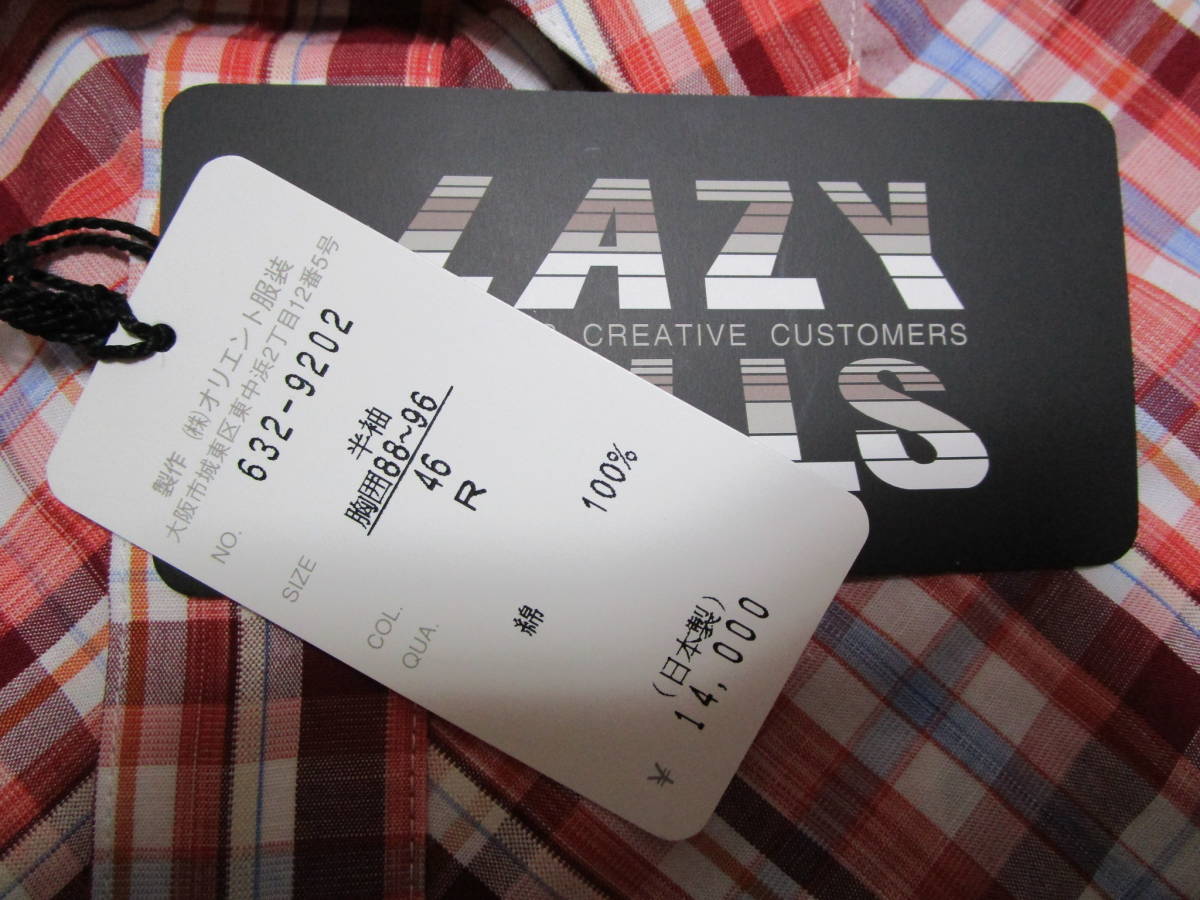 製作 (株)オリエント服装
大阪市城東区東中浜2丁目12番5号
NO. 632-9202
SIZE 半袖
胸囲88~96
46
COL. R
QUA. 綿 100%
(日本製)
¥ 14,000
LAZY
CREATIVE CUSTOMERS